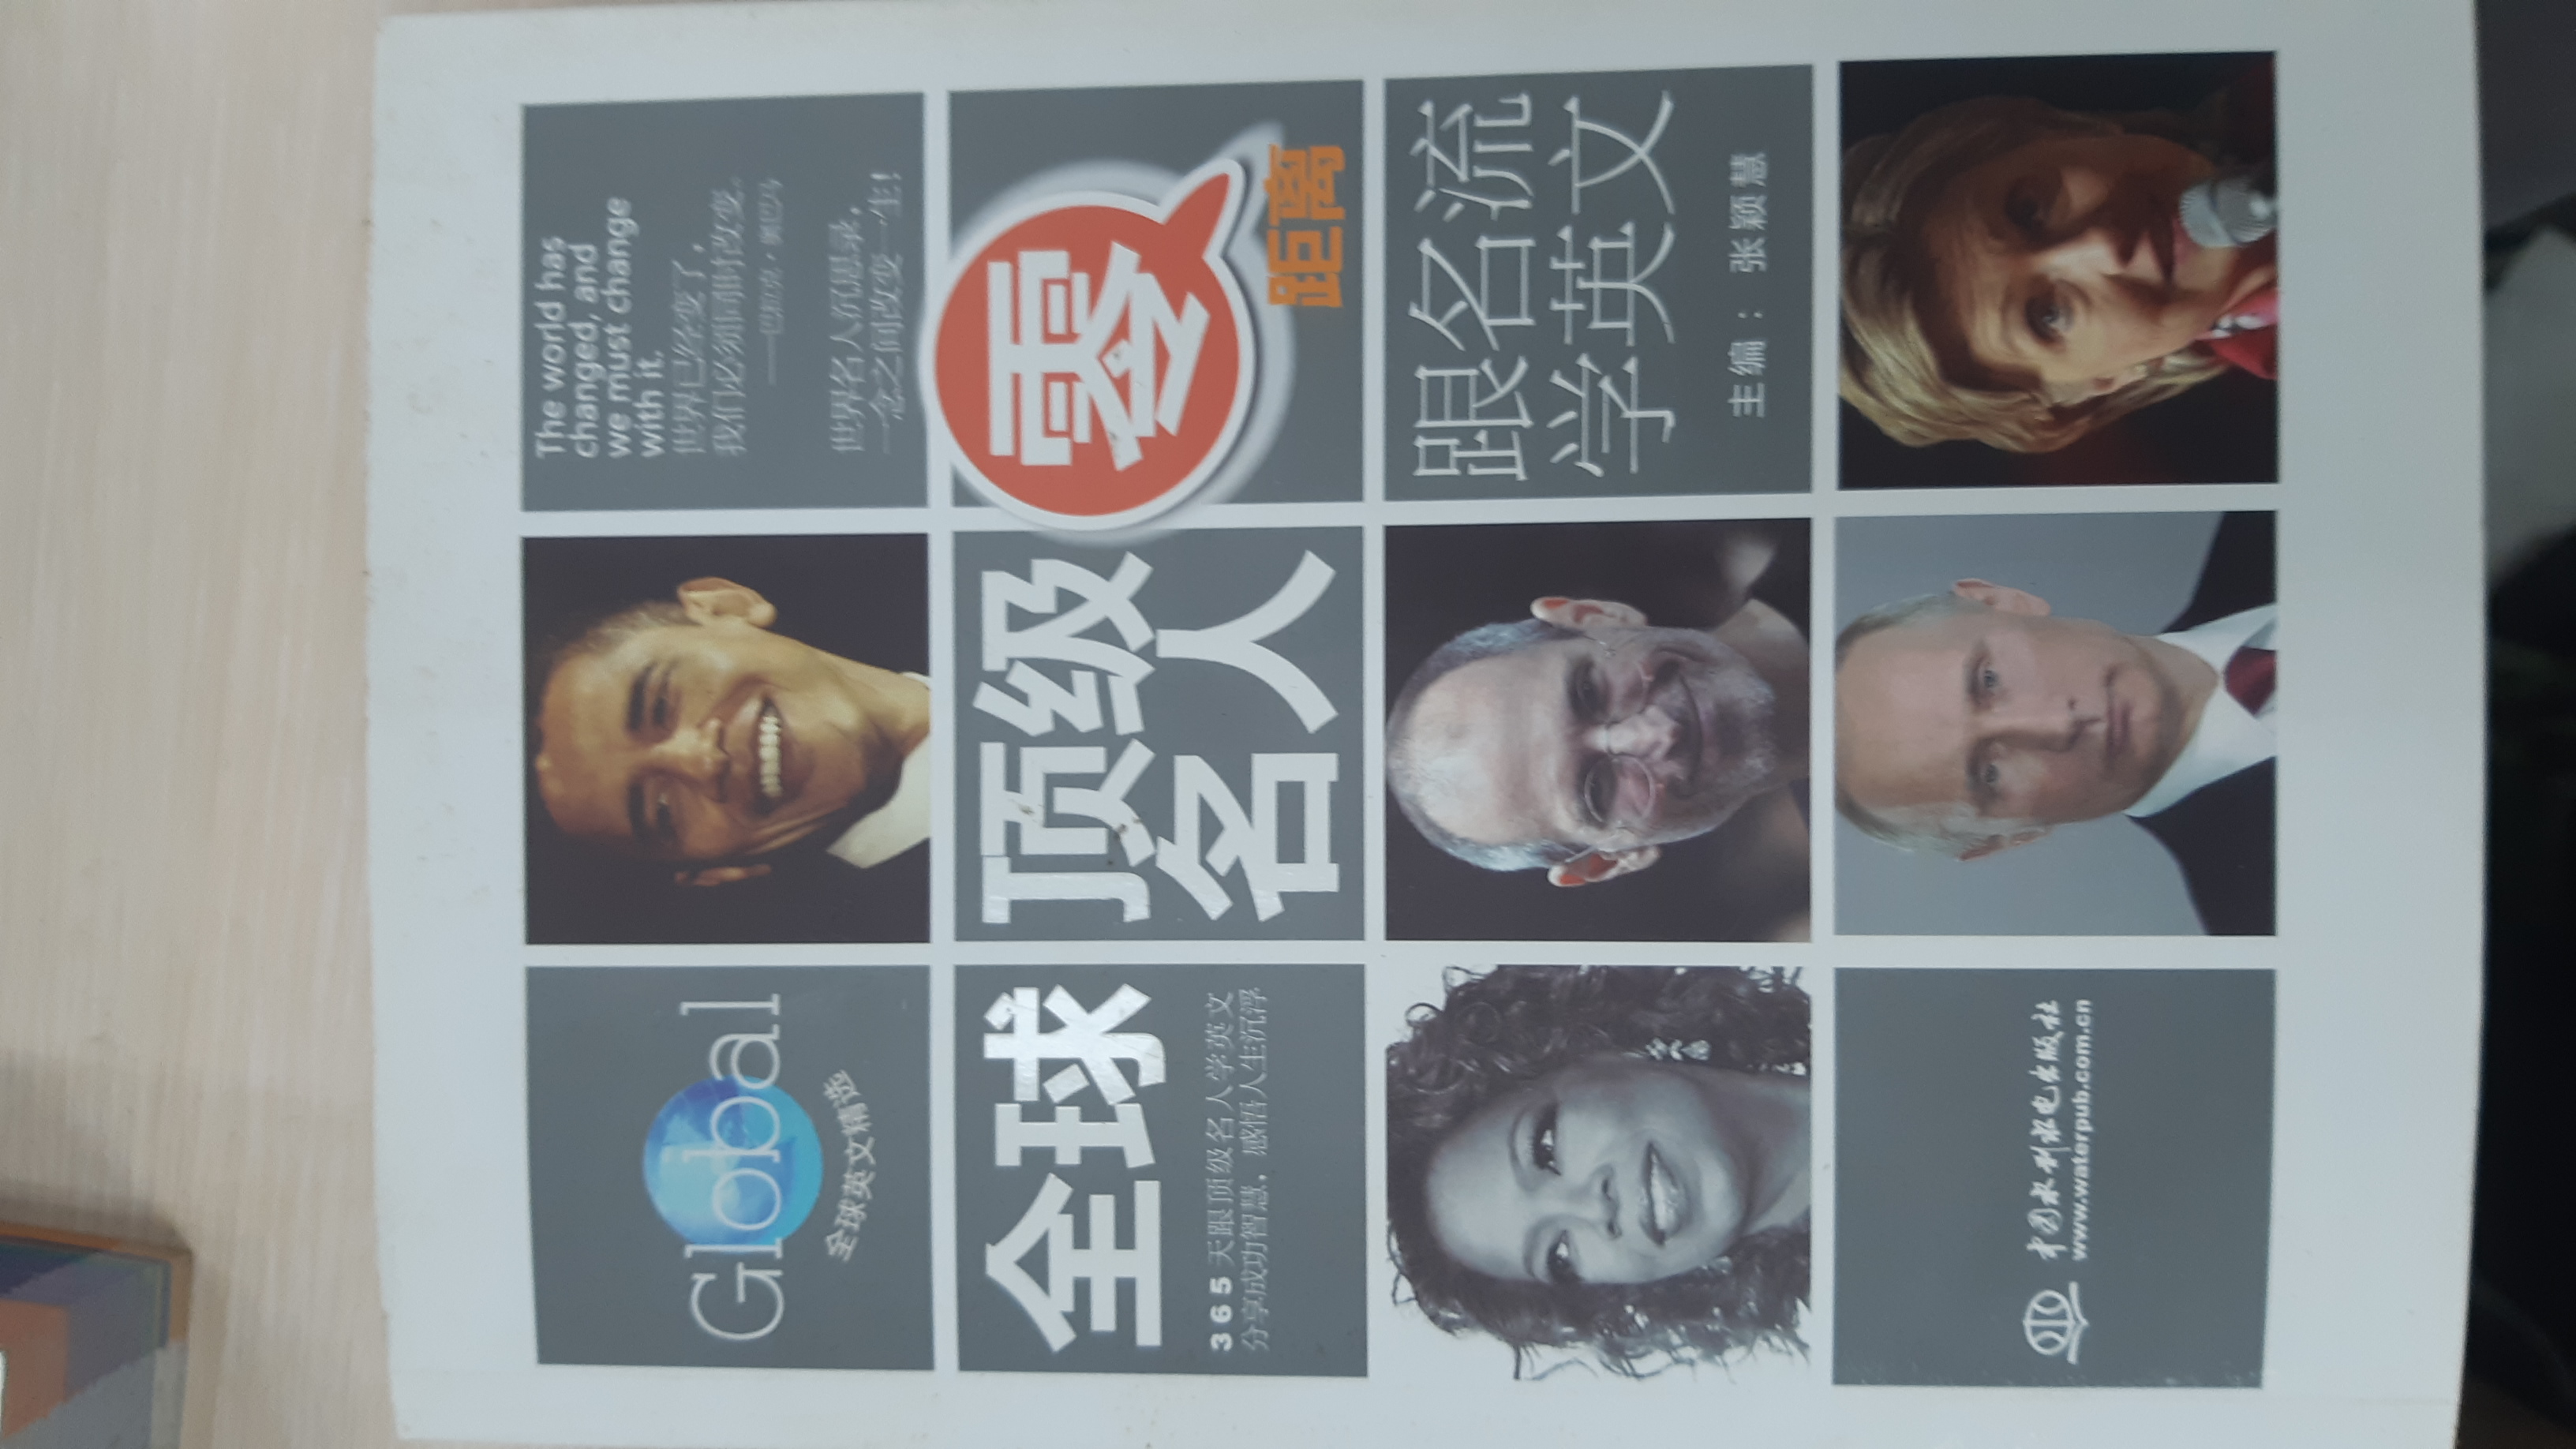 Global
全球英文精选
The world has
changed, and
we must change
with it.
世界已经变了，
我们必须同时改变。
——巴拉克·奥巴马
世界名人沉思录，
一念之间改变一生！
全球
顶级
名人
零
距离
365天跟顶级名人学英文
分享成功智慧，感悟人生沉浮
跟名流
学英文
主编： 张颖慧
中国水利水电出版社
www.waterpub.com.cn